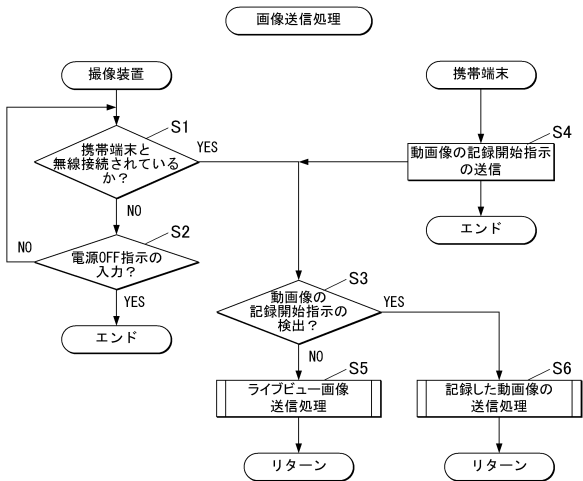 画像送信処理
撮像装置
携帯端末
S1
携帯端末と
無線接続されている
か？
YES
NO
S4
動画像の記録開始指示
の送信
エンド
S2
電源OFF指示の
入力？
NO
YES
エンド
S3
動画像の
記録開始指示の
検出？
YES
NO
S5
ライブビュー画像
送信処理
S6
記録した動画像の
送信処理
リターン
リターン